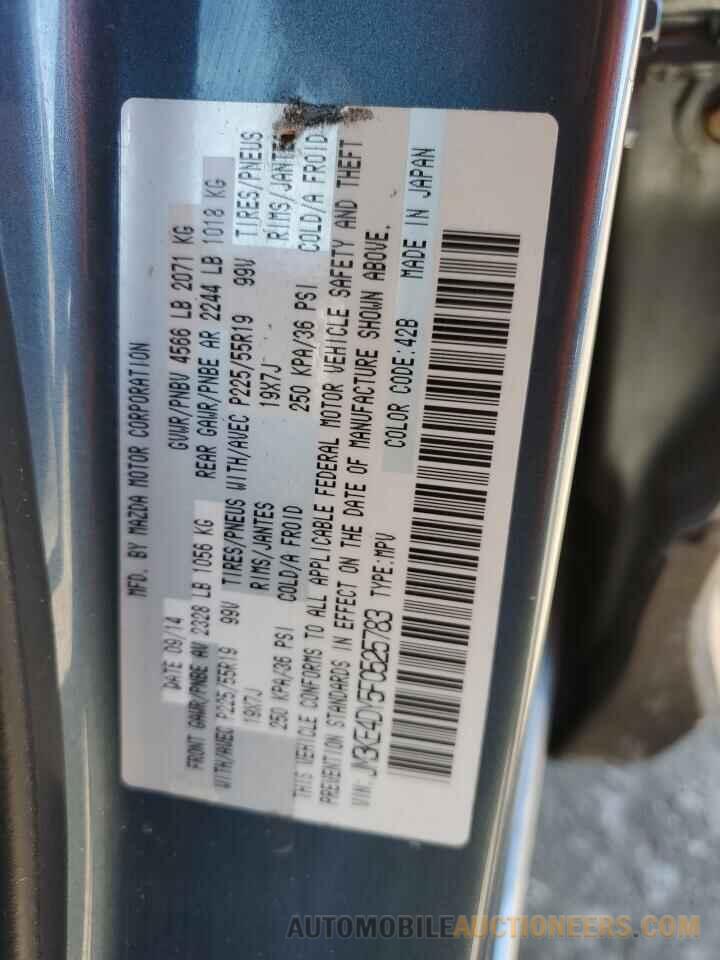 MFD. BY MAZDA MOTOR CORPORATION
DATE 09/14 GVWR/PNBV 4566 LB 2071 KG
FRONT GAWR/PNBE AV 2328 LB 1056 KG REAR GAWR/PNBE AR 2244 LB 1018 KG
WITH/AVEC P225/55R19 99V TIRES/PNEUS WITH/AVEC P225/55R19 99V TIRES/PNEUS
19X7J RIMS/JANTES 19X7J RIMS/JANTES
250 KPA/36 PSI COLD/A FROID 250 KPA/36 PSI COLD/A FROID
THIS VEHICLE CONFORMS TO ALL APPLICABLE FEDERAL MOTOR VEHICLE SAFETY AND THEFT
PREVENTION STANDARDS IN EFFECT ON THE DATE OF MANUFACTURE SHOWN ABOVE.
VIN: JM3KE4DY5F0525783 TYPE:MPV COLOR CODE:42B MADE IN JAPAN
AUTOMOBILEAUCTIONEERS.COM